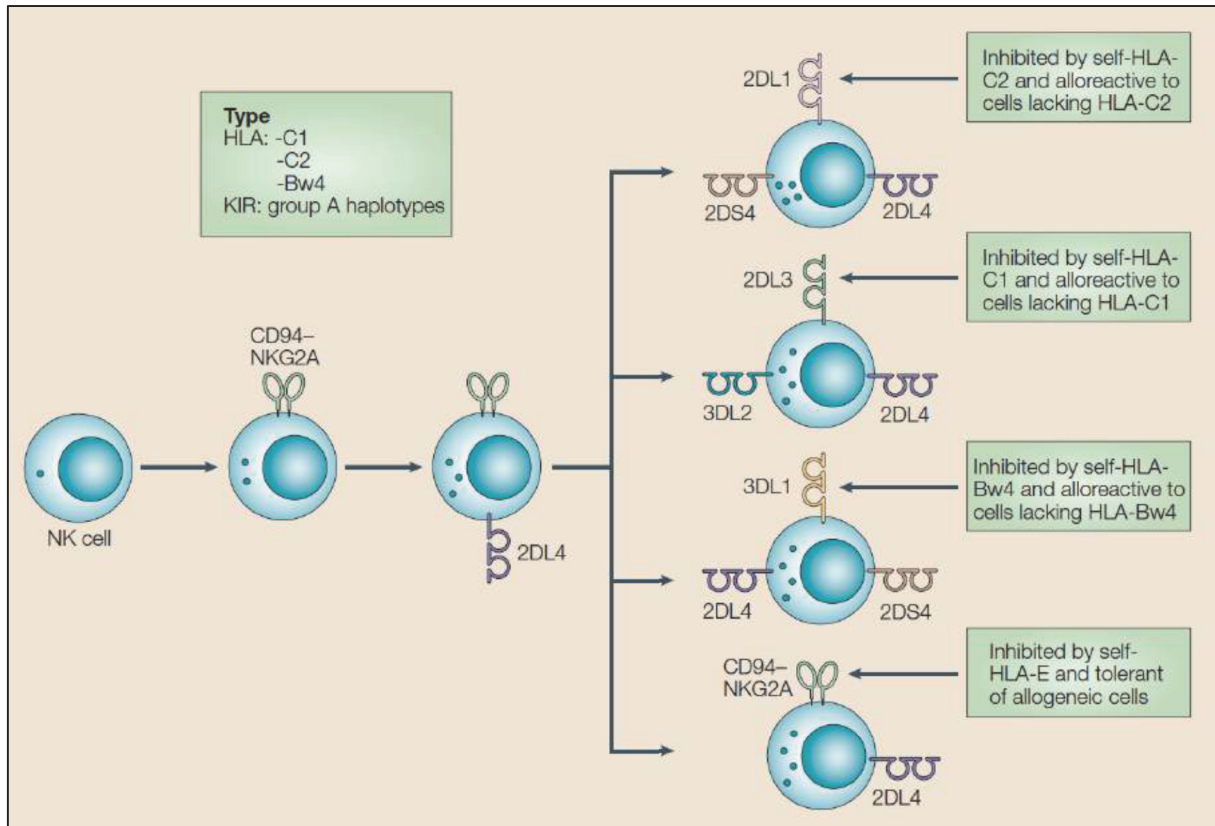 Type
HLA: -C1
-C2
-Bw4
KIR: group A haplotypes
NK cell
CD94–
NKG2A
2DL4
2DL1
2DS4
2DL4
Inhibited by self-HLA-
C2 and alloreactive to
cells lacking HLA-C2
2DL3
3DL2
2DL4
Inhibited by self-HLA-
C1 and alloreactive to
cells lacking HLA-C1
3DL1
2DL4
2DS4
Inhibited by self-HLA-
Bw4 and alloreactive to
cells lacking HLA-Bw4
CD94–
NKG2A
2DL4
Inhibited by self-
HLA-E and tolerant
of allogeneic cells